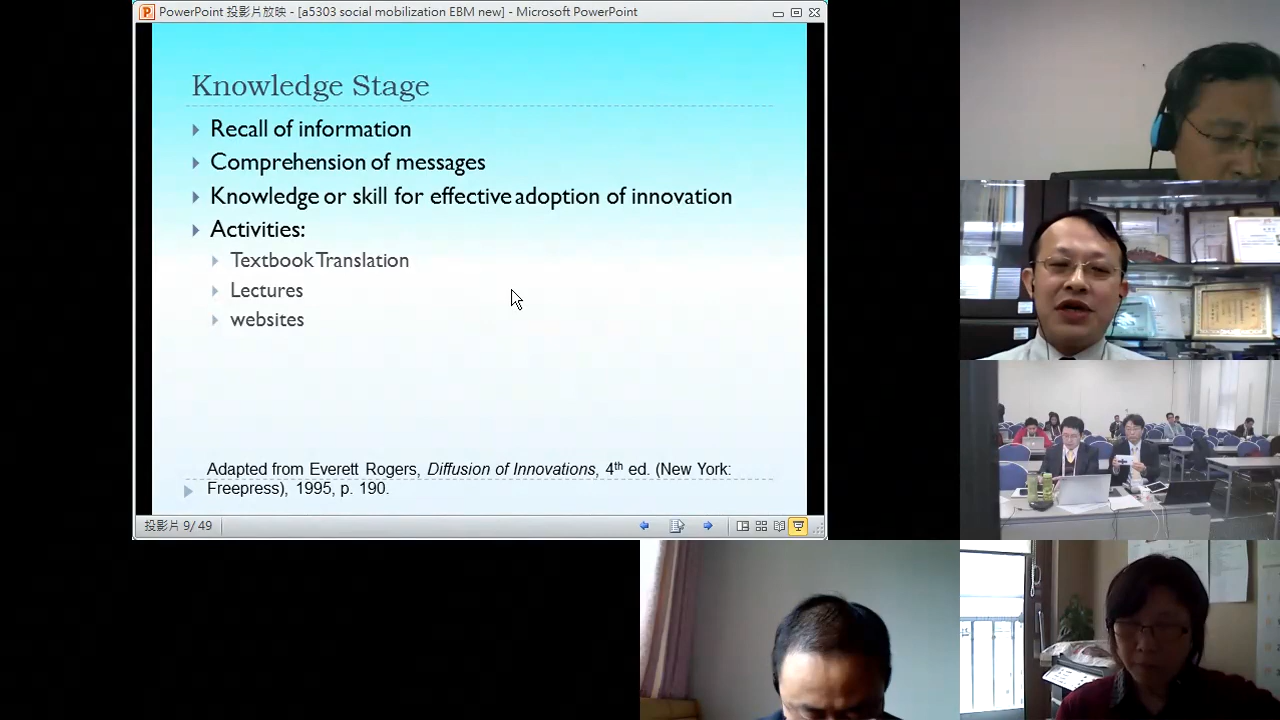 PowerPoint 投影片放映 - [a5303 social mobilization EBM new] - Microsoft PowerPoint
Knowledge Stage
Recall of information
Comprehension of messages
Knowledge or skill for effective adoption of innovation
Activities:
Textbook Translation
Lectures
websites
Adapted from Everett Rogers, Diffusion of Innovations, 4th ed. (New York:
Freepress), 1995, p. 190.
投影片 9/ 49